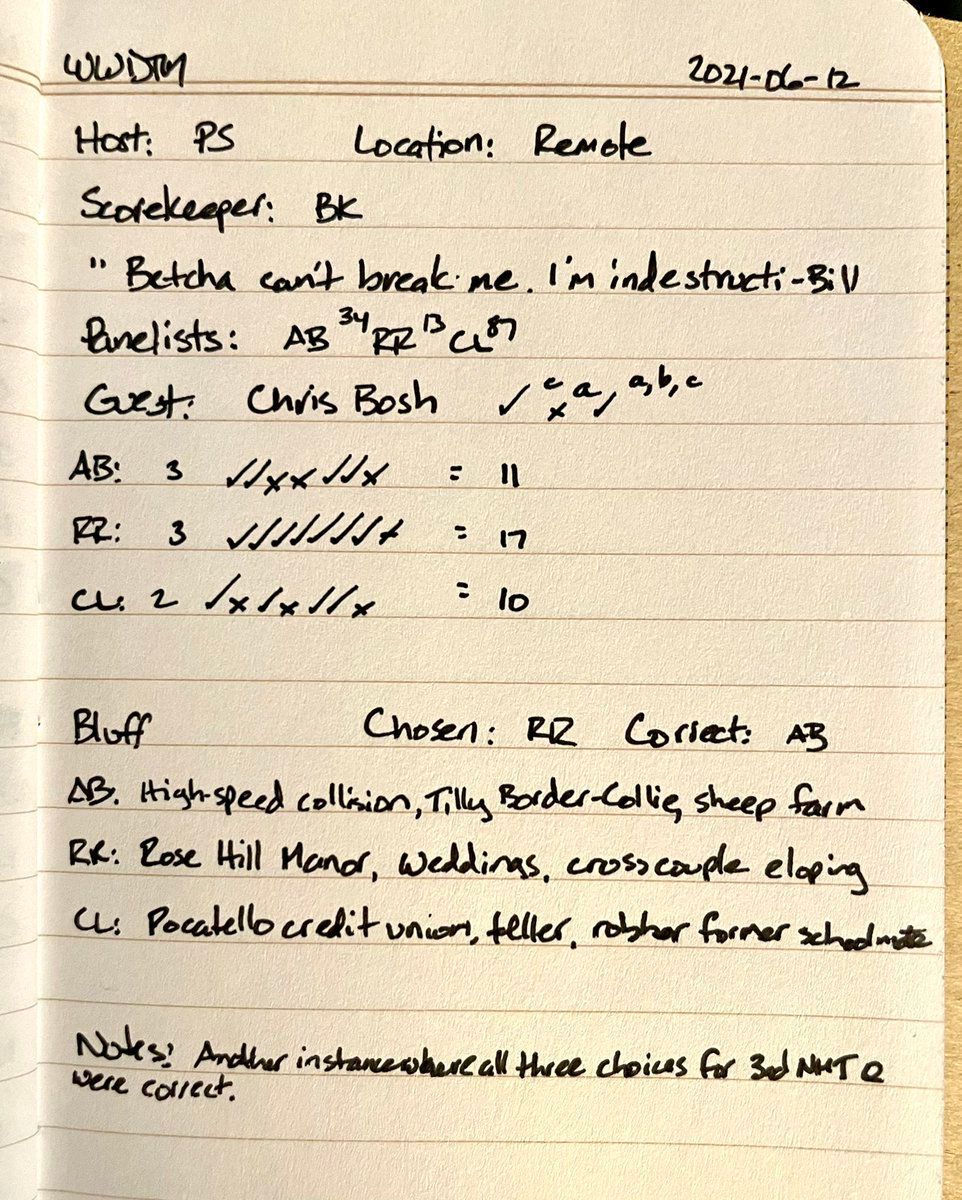 WWDTM 2021-06-12
Host: PS Location: Remote
Scorekeeper: BK
" Betcha can't break me. I'm indestructi-Bill
Panelists: AB 34 RR 13 CL 87
Guest: Chris Bosh ✓ c x a ✓ a, b, c
AB: 3 ✓✓xx✓✓x = 11
RR: 3 ✓✓✓✓✓✓✓ = 17
CL: 2 ✓x✓x✓✓x = 10
Bluff Chosen: RR Correct: AB
AB. High-speed collision, Tilly Border-Collie, sheep farm
RR: Rose Hill Manor, weddings, cross couple eloping
CL: Pocatello credit union, teller, robber former schoolmate
Notes: Another instance where all three choices for 3rd NMT Q
were correct.